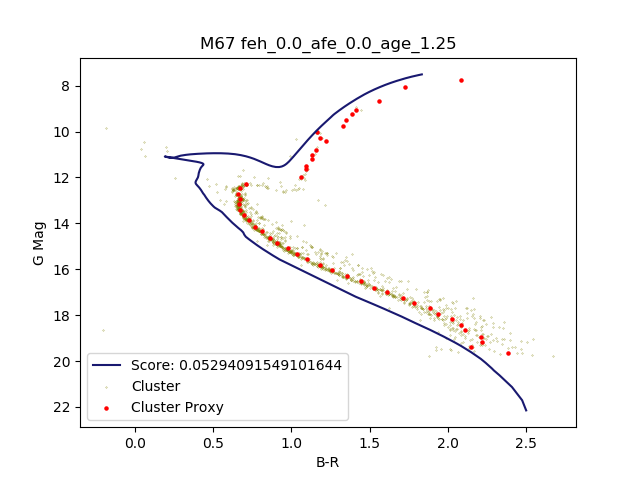 M67 feh_0.0_afe_0.0_age_1.25
8
10
12
14
16
18
20
22
G Mag
Score: 0.05294091549101644
Cluster
Cluster Proxy
0.0 0.5 1.0 1.5 2.0 2.5
B-R